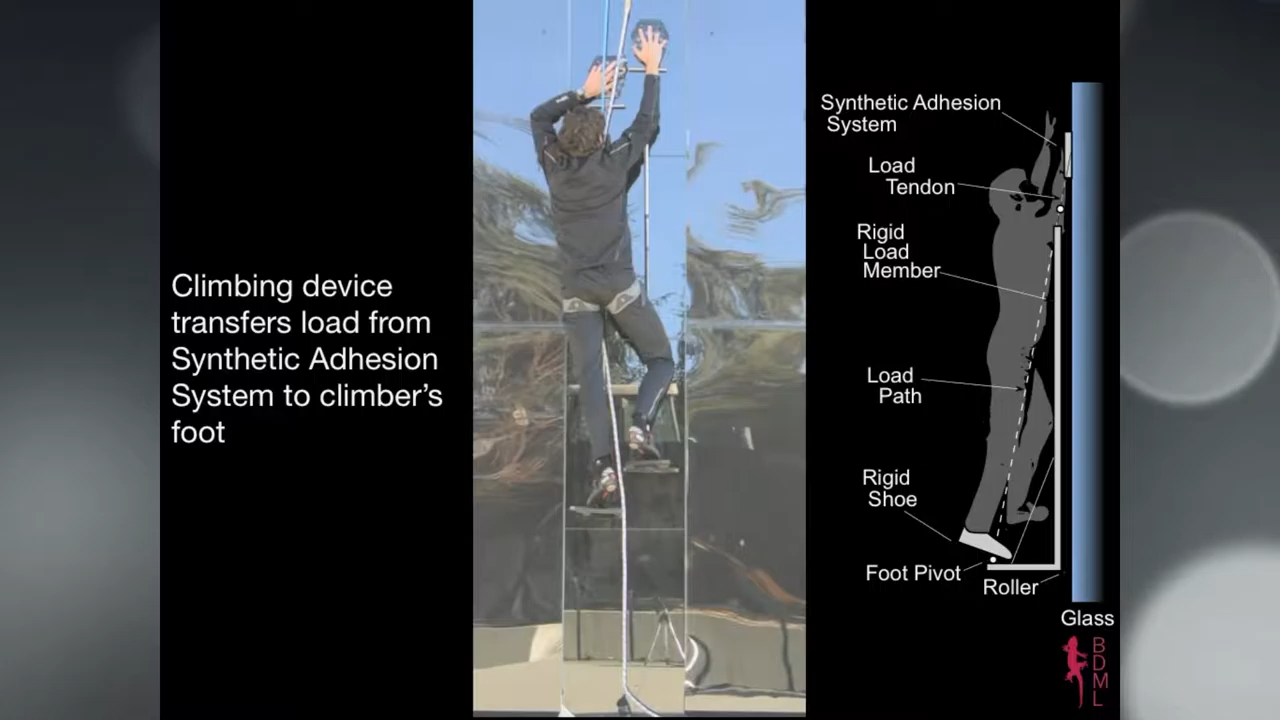 Climbing device
transfers load from
Synthetic Adhesion
System to climber's
foot
Synthetic Adhesion
System
Load
Tendon
Rigid
Load
Member
Load
Path
Rigid
Shoe
Foot Pivot
Roller
Glass
B
D
M
L